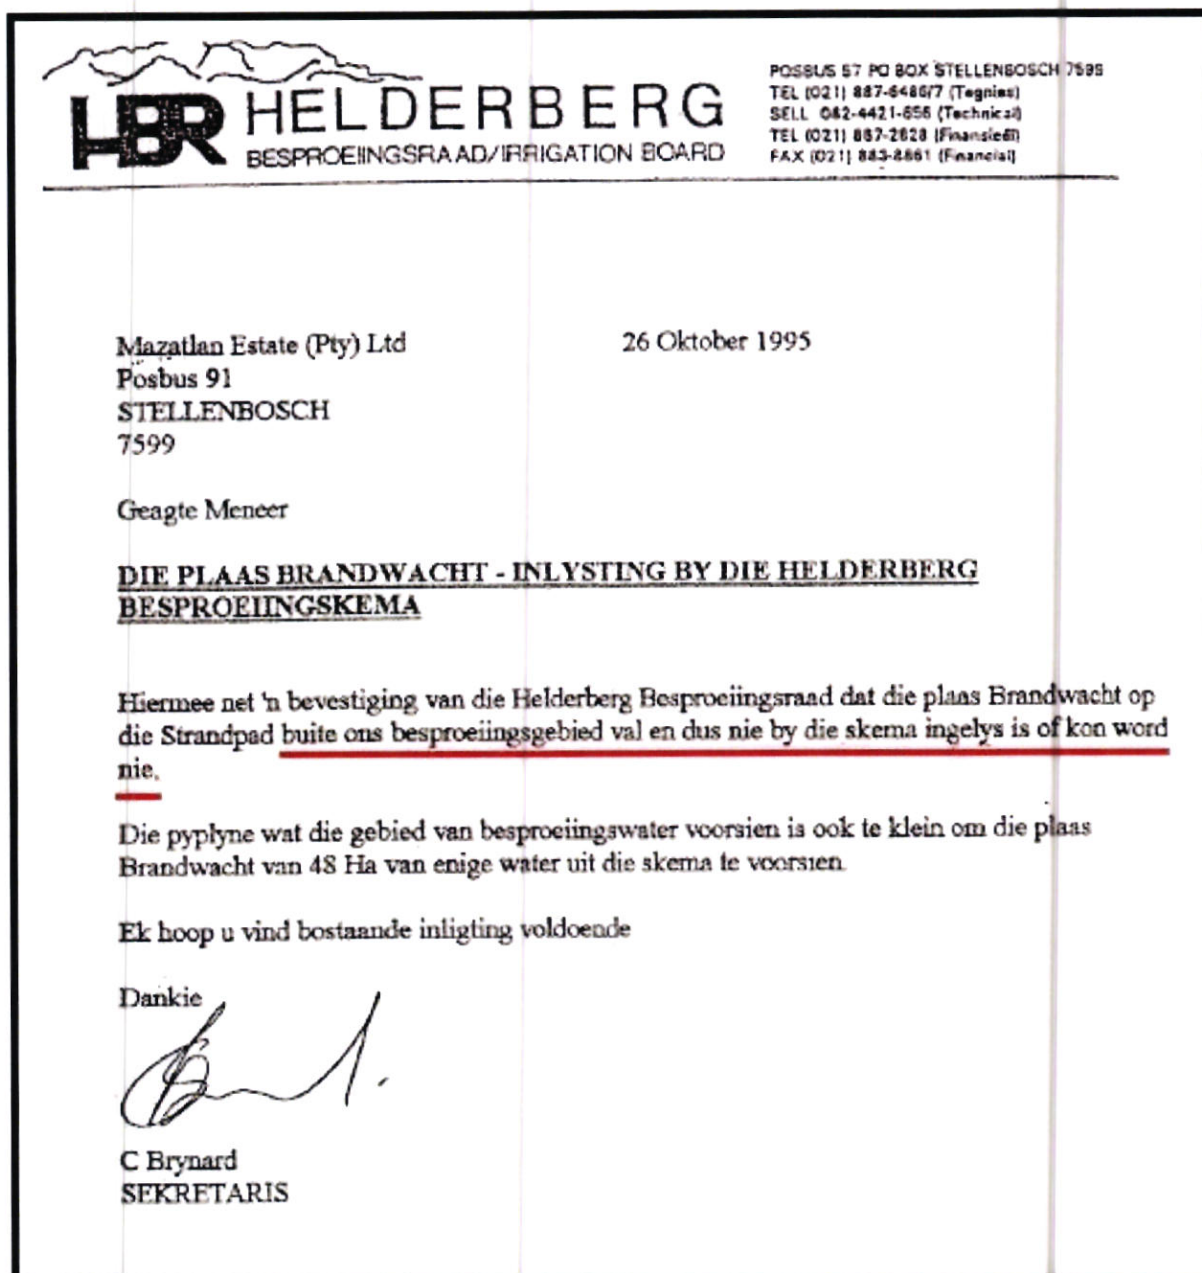 HBR HELDERBERG
BESPROEIINGSRAAD/IRRIGATION BOARD
POSBUS 57 PO BOX STELLENBOSCH 7599
TEL (021) 887-6486/7 (Tegnies)
SELL 082-4421-656 (Technical)
TEL (021) 887-2828 (Finansieël)
FAX (021) 883-8861 (Financial)
Mazatlan Estate (Pty) Ltd 26 Oktober 1995
Posbus 91
STELLENBOSCH
7599
Geagte Meneer
DIE PLAAS BRANDWACHT - INLYSTING BY DIE HELDERBERG
BESPROEIINGSKEMA
Hiermee net 'n bevestiging van die Helderberg Besproeiingsraad dat die plaas Brandwacht op
die Strandpad buite ons besproeiingsgebied val en dus nie by die skema ingelys is of kon word
nie.
Die pyplyne wat die gebied van besproeiingswater voorsien is ook te klein om die plaas
Brandwacht van 48 Ha van enige water uit die skema te voorsien
Ek hoop u vind bostaande inligting voldoende
Dankie
C Brynard
SEKRETARIS